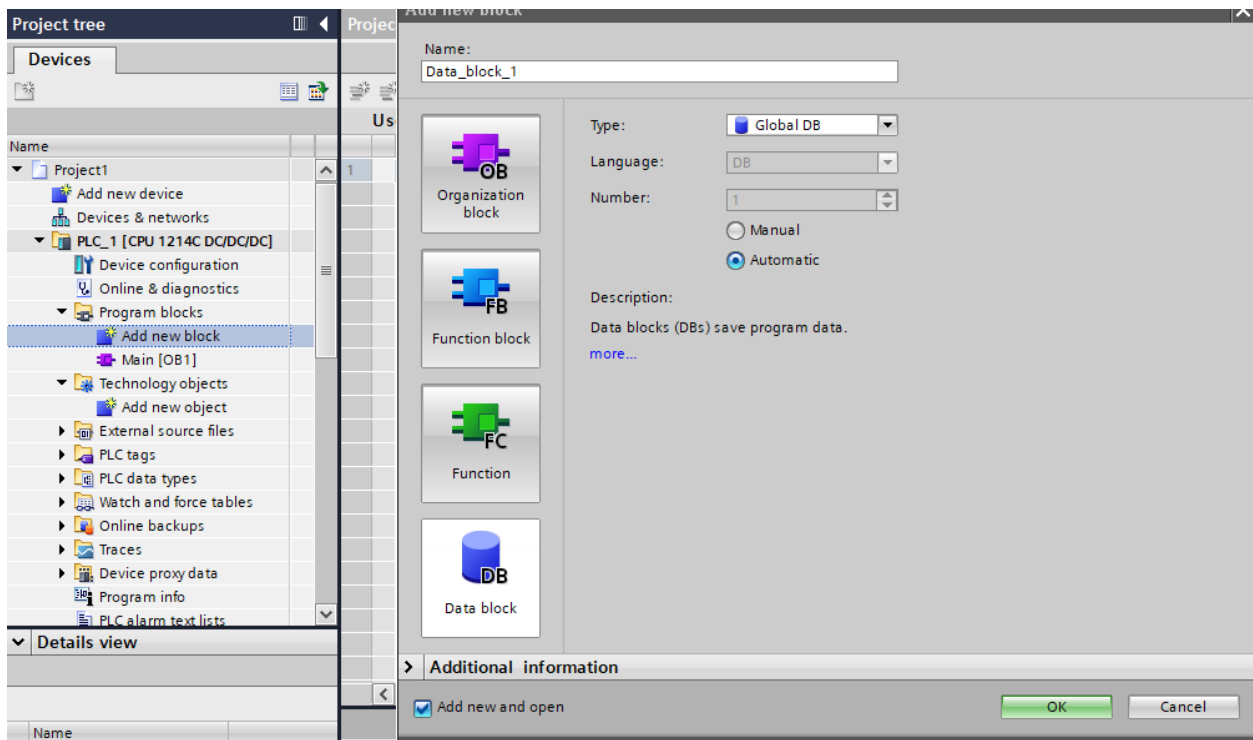 Project tree
Devices
Name
Project1
Add new device
Devices & networks
PLC_1 [CPU 1214C DC/DC/DC]
Device configuration
Online & diagnostics
Program blocks
Add new block
Main [OB1]
Technology objects
Add new object
External source files
PLC tags
PLC data types
Watch and force tables
Online backups
Traces
Device proxy data
Program info
PLC alarm text lists
Details view
Name
Projec
Us
1
Add new block
Name:
Data_block_1
OB
Organization
block
FB
Function block
FC
Function
DB
Data block
Type:
Global DB
Language:
DB
Number:
1
Manual
Automatic
Description:
Data blocks (DBs) save program data.
more...
Additional information
Add new and open
OK
Cancel